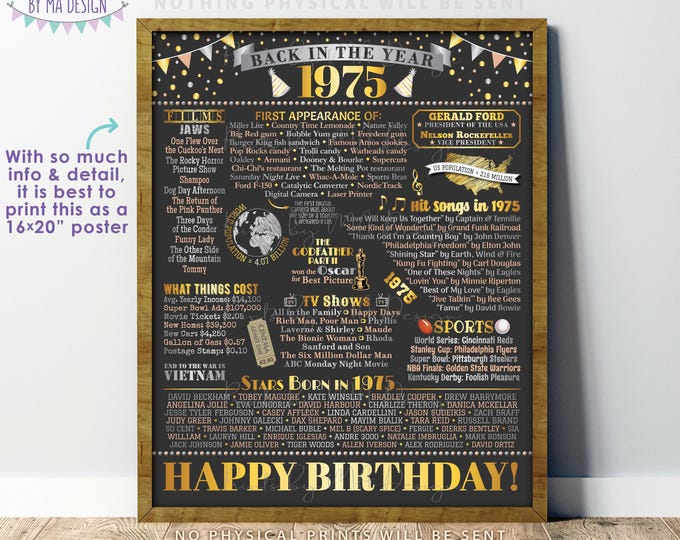 BY MA DESIGN
NOTHING PHYSICAL WILL BE SENT
With so much
info & detail,
it is best to
print this as a
16x20” poster
BACK IN THE YEAR
1975
FILMS
JAWS
One Flew Over
the Cuckoo's Nest
The Rocky Horror
Picture Show
Shampoo
Dog Day Afternoon
The Return of
the Pink Panther
Three Days
of the Condor
Funny Lady
The Other Side
of the Mountain
Tommy
FIRST APPEARANCE OF:
Miller Lite • Country Time Lemonade • Nature Valley
Big Red gum • Bubble Yum gum • Freedent gum
Burger King fish sandwich • Famous Amos cookies
Pop Rocks candy • Trolli candy • Warheads candy
Oakley • Armani • Dooney & Bourke • Supercuts
Chi-Chi's restaurant • The Melting Pot restaurant
Saturday Night Live • Whac-A-Mole • Sport Bras
Ford F-150 • Catalytic Converter • NordicTrack
Digital Camera • Laser Printer
GERALD FORD
PRESIDENT OF THE USA
NELSON ROCKEFELLER
VICE PRESIDENT
US POPULATION = 216 MILLION
WORLD POPULATION = 4.07 BILLION
THE FIRST DIGITAL
CAMERA WAS ABOUT
THE SIZE OF A TOASTER
& WEIGHED 8 LBS
THE
GODFATHER
PART II
won the Oscar
for Best Picture
Hit Songs in 1975
"Love Will Keep Us Together" by Captain & Tennille
"Some Kind of Wonderful" by Grand Funk Railroad
"Thank God I'm a Country Boy" by John Denver
"Philadelphia Freedom" by Elton John
"Shining Star" by Earth, Wind & Fire
"Kung Fu Fighting" by Carl Douglas
"One of These Nights" by Eagles
"Lovin' You" by Minnie Riperton
"Best of My Love" by Eagles
"Jive Talkin'" by Bee Gees
"Fame" by David Bowie
1975
WHAT THINGS COST
Avg. Yearly Income: $14,100
Super Bowl Ad: $107,000
Movie Ticket: $2.05
New Home: $39,300
New Car: $4,250
Gallon of Gas: $0.57
Postage Stamp: $0.10
END TO THE WAR IN
VIETNAM
TV Shows
All in the Family • Happy Days
Rich Man, Poor Man • Phyllis
Laverne & Shirley • Maude
The Bionic Woman • Rhoda
Sanford and Son
The Six Million Dollar Man
ABC Monday Night Movie
SPORTS
World Series: Cincinnati Reds
Stanley Cup: Philadelphia Flyers
Super Bowl: Pittsburgh Steelers
NBA Finals: Golden State Warriors
Kentucky Derby: Foolish Pleasure
STARS BORN IN 1975
DAVID BECKHAM • TOBEY MAGUIRE • KATE WINSLET • BRADLEY COOPER • DREW BARRYMORE
ANGELINA JOLIE • EVA LONGORIA • DAVID HARBOUR • CHARLIZE THERON • DANICA MCKELLAR
JESSE TYLER FERGUSON • CASEY AFFLECK • LINDA CARDELLINI • JASON SUDEIKIS • ZACH BRAFF
JUDY GREER • JOHNNY GALECKI • DAX SHEPARD • MAYIM BIALIK • TARA REID • RUSSELL BRAND
SO CENT • TRAVIS BARKER • MICHAEL BUBLE • MEL B (SCARY SPICE) • FERGIE • DIERKS BENTLEY • SIA
WILLIAM • LAURYN HILL • ENRIQUE IGLESIAS • ANDRE 3000 • NATALIE IMBRUGLIA • MARK RONSON
JACK JOHNSON • JAMIE OLIVER • TIGER WOODS • ALLEN IVERSON • ALEX RODRIGUEZ • DAVID ORTIZ
HAPPY BIRTHDAY!
NO PHYSICAL PRINTS WILL BE SENT